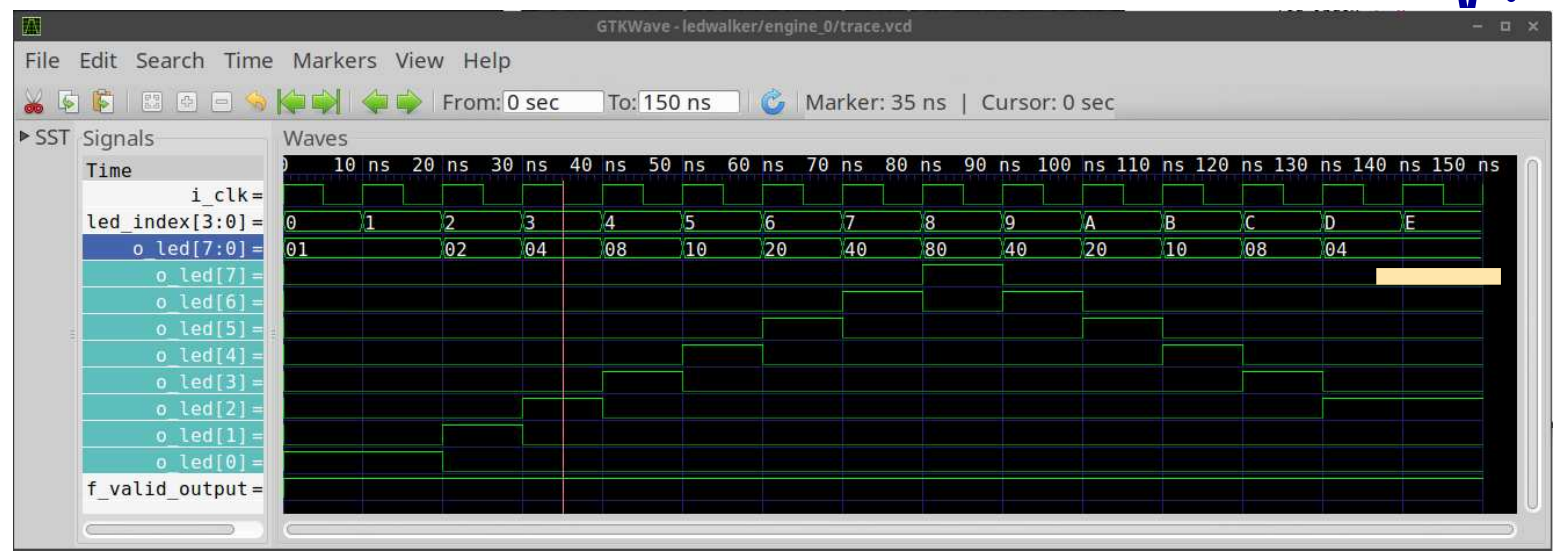 GTKWave - ledwalker/engine_0/trace.vcd
File Edit Search Time Markers View Help
From: 0 sec To: 150 ns Marker: 35 ns | Cursor: 0 sec
SST Signals Waves
Time 10 ns 20 ns 30 ns 40 ns 50 ns 60 ns 70 ns 80 ns 90 ns 100 ns 110 ns 120 ns 130 ns 140 ns 150 ns
i_clk=
led_index[3:0]= 0 1 2 3 4 5 6 7 8 9 A B C D E
o_led[7:0]= 01 02 04 08 10 20 40 80 40 20 10 08 04
o_led[7]=
o_led[6]=
o_led[5]=
o_led[4]=
o_led[3]=
o_led[2]=
o_led[1]=
o_led[0]=
f_valid_output=